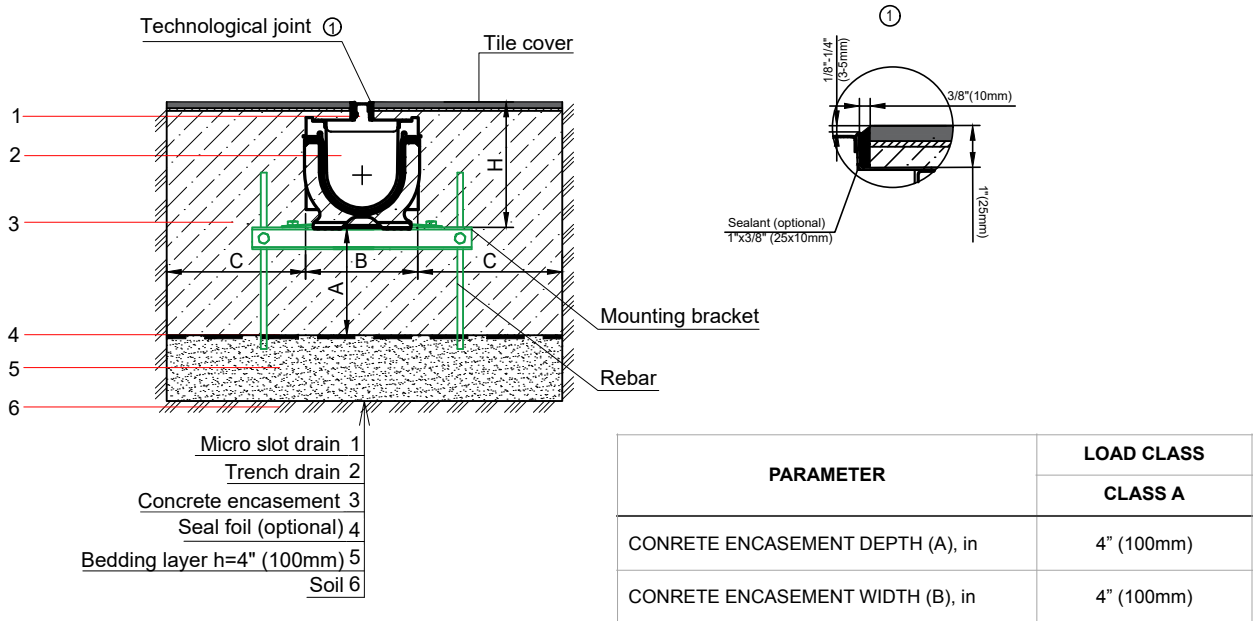 Technological joint ①
Tile cover
1
2
3
4
5
6
H
C
B
C
A
Mounting bracket
Rebar
Micro slot drain 1
Trench drain 2
Concrete encasement 3
Seal foil (optional) 4
Bedding layer h=4" (100mm) 5
Soil 6
①
1/8"-1/4"
(3-5mm)
3/8"(10mm)
1"(25mm)
Sealant (optional)
1"x3/8" (25x10mm)
PARAMETER
LOAD CLASS
CLASS A
CONRETE ENCASEMENT DEPTH (A), in
4” (100mm)
CONRETE ENCASEMENT WIDTH (B), in
4” (100mm)